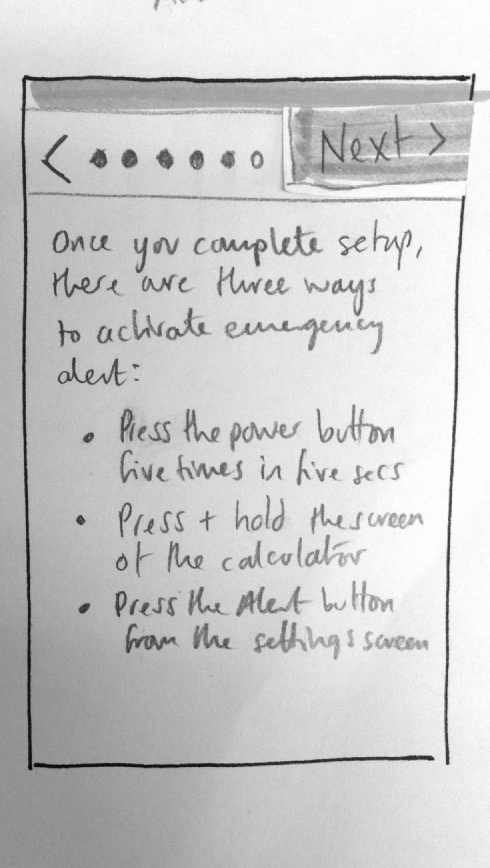 Next >
Once you complete setup,
there are three ways
to activate emergency
alert:
• Press the power button
five times in five secs
• Press + hold the screen
of the calculator
• Press the Alert button
from the settings screen